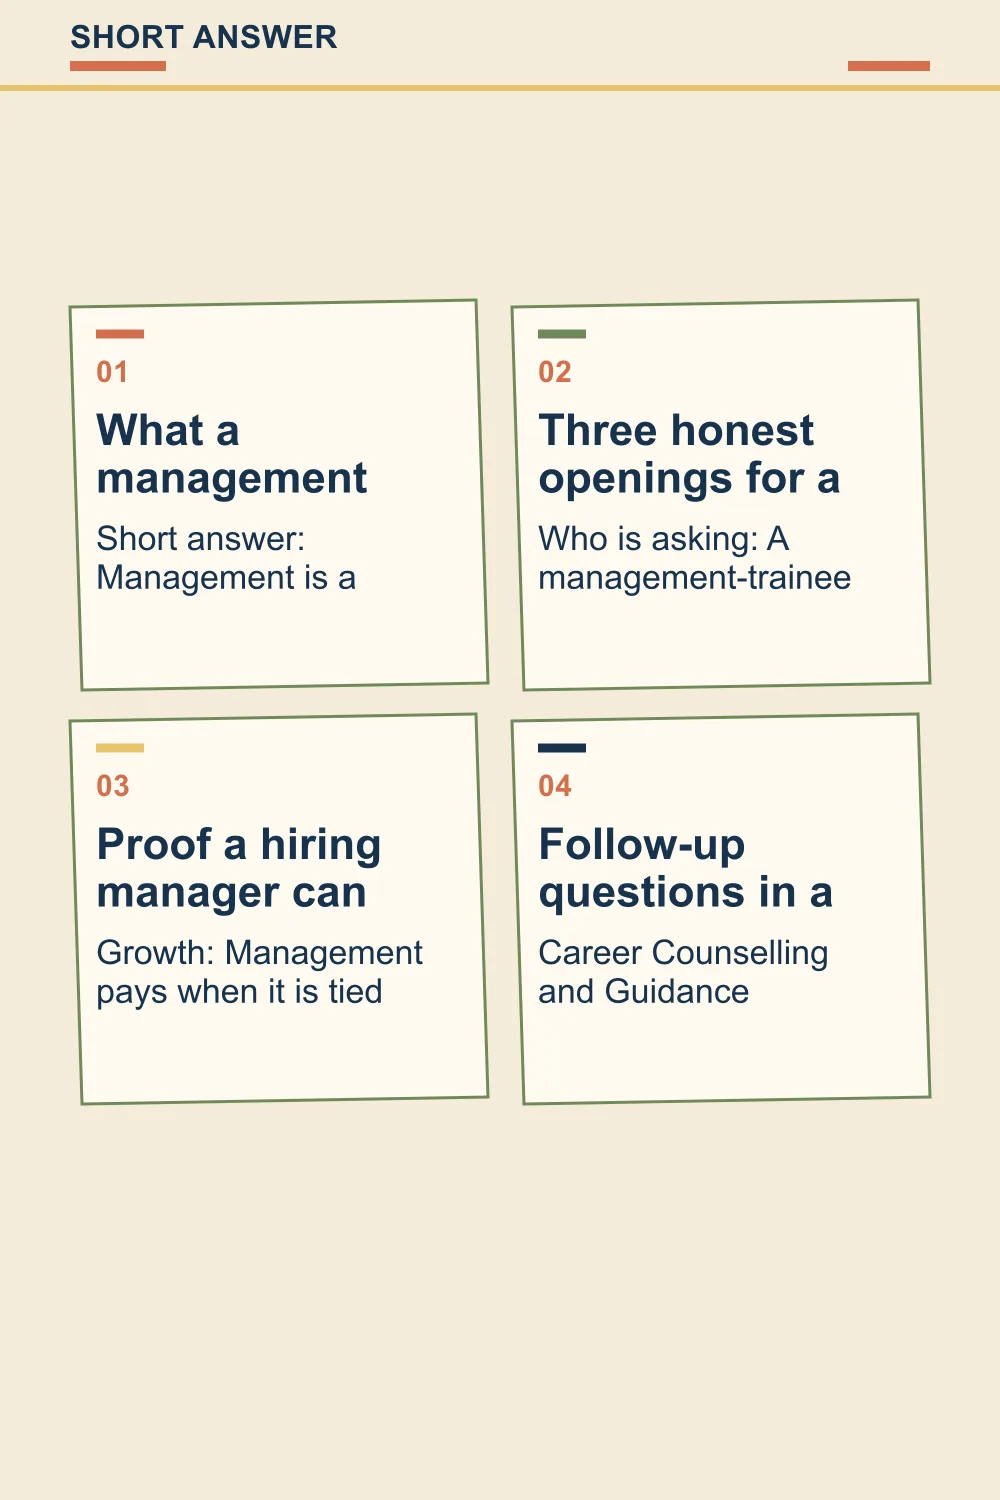 SHORT ANSWER
01
What a
management
Short answer:
Management is a
02
Three honest
openings for a
Who is asking: A
management-trainee
03
Proof a hiring
manager can
Growth: Management
pays when it is tied
04
Follow-up
questions in a
Career Counselling
and Guidance